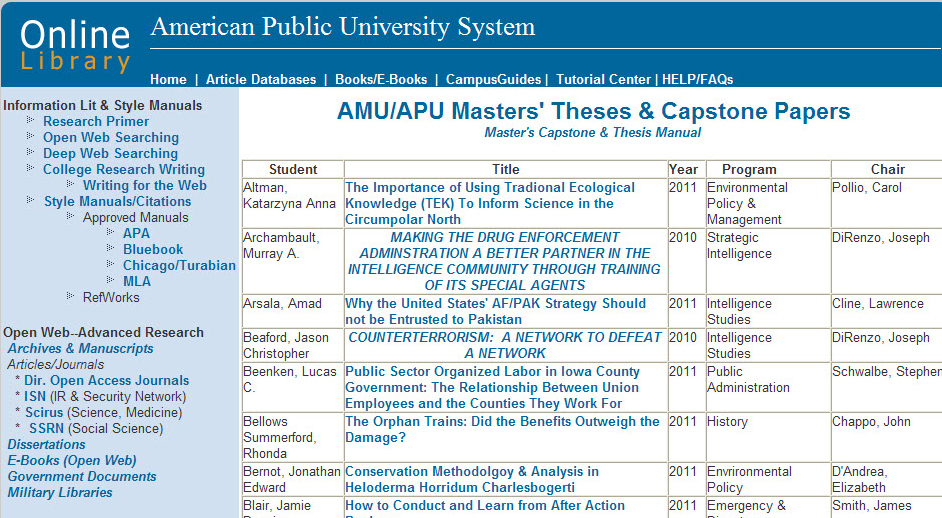 Online
Library
American Public University System
Home | Article Databases | Books/E-Books | CampusGuides | Tutorial Center | HELP/FAQs
Information Lit & Style Manuals
Research Primer
Open Web Searching
Deep Web Searching
College Research Writing
Writing for the Web
Style Manuals/Citations
Approved Manuals
APA
Bluebook
Chicago/Turabian
MLA
RefWorks
Open Web--Advanced Research
Archives & Manuscripts
Articles/Journals
* Dir. Open Access Journals
* ISN (IR & Security Network)
* Scirus (Science, Medicine)
* SSRN (Social Science)
Dissertations
E-Books (Open Web)
Government Documents
Military Libraries
AMU/APU Masters' Theses & Capstone Papers
Master's Capstone & Thesis Manual
Student Title Year Program Chair
Altman, The Importance of Using Tradional Ecological 2011 Environmental Pollio, Carol
Katarzyna Anna Knowledge (TEK) To Inform Science in the Policy &
Circumpolar North Management
Archambault, MAKING THE DRUG ENFORCEMENT 2010 Strategic DiRenzo, Joseph
Murray A. ADMINSTRATION A BETTER PARTNER IN THE Intelligence
INTELLIGENCE COMMUNITY THROUGH TRAINING
OF ITS SPECIAL AGENTS
Arsala, Amad Why the United States' AF/PAK Strategy Should 2011 Intelligence Cline, Lawrence
not be Entrusted to Pakistan Studies
Beaford, Jason COUNTERTERRORISM: A NETWORK TO DEFEAT 2010 Intelligence DiRenzo, Joseph
Christopher A NETWORK Studies
Beenken, Lucas Public Sector Organized Labor in Iowa County 2011 Public Schwalbe, Stephen
C. Government: The Relationship Between Union Administration
Employees and the Counties They Work For
Bellows The Orphan Trains: Did the Benefits Outweigh the 2011 History Chappo, John
Summerford, Damage?
Rhonda
Bernot, Jonathan Conservation Methodolgoy & Analysis in 2011 Envrironmental D'Andrea,
Edward Heloderma Horridum Charlesbogerti Policy Elizabeth
Blair, Jamie How to Conduct and Learn from After Action 2011 Emergency & Smith, James